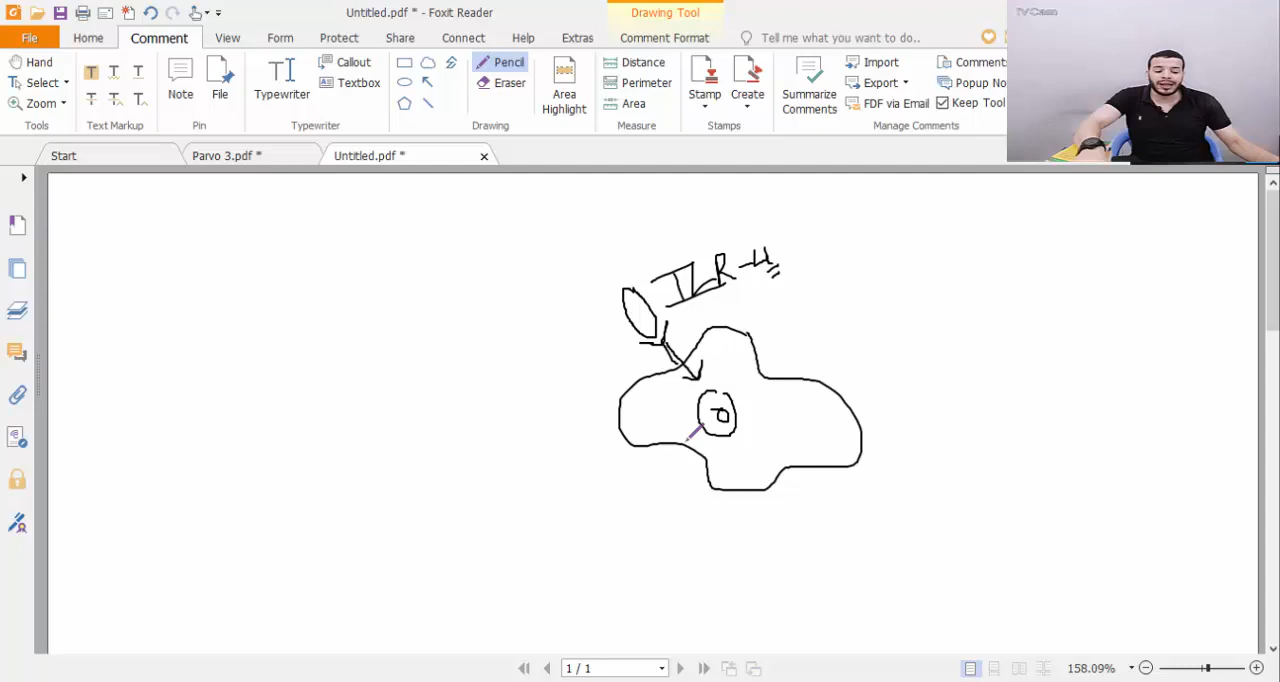 Untitled.pdf * - Foxit Reader
Drawing Tool
File
Home
Comment
View
Form
Protect
Share
Connect
Help
Extras
Comment Format
Tell me what you want to do..
Hand
Select
Zoom
Tools
Text Markup
Note
File
Pin
Typewriter
Callout
Textbox
Typewriter
Pencil
Eraser
Drawing
Area Highlight
Distance
Perimeter
Area
Measure
Stamp
Create
Stamps
Summarize Comments
Import
Export
FDF via Email
Comment
Popup No
Keep Tool
Manage Comments
Start
Parvo 3.pdf *
Untitled.pdf *
1 / 1
158.09%